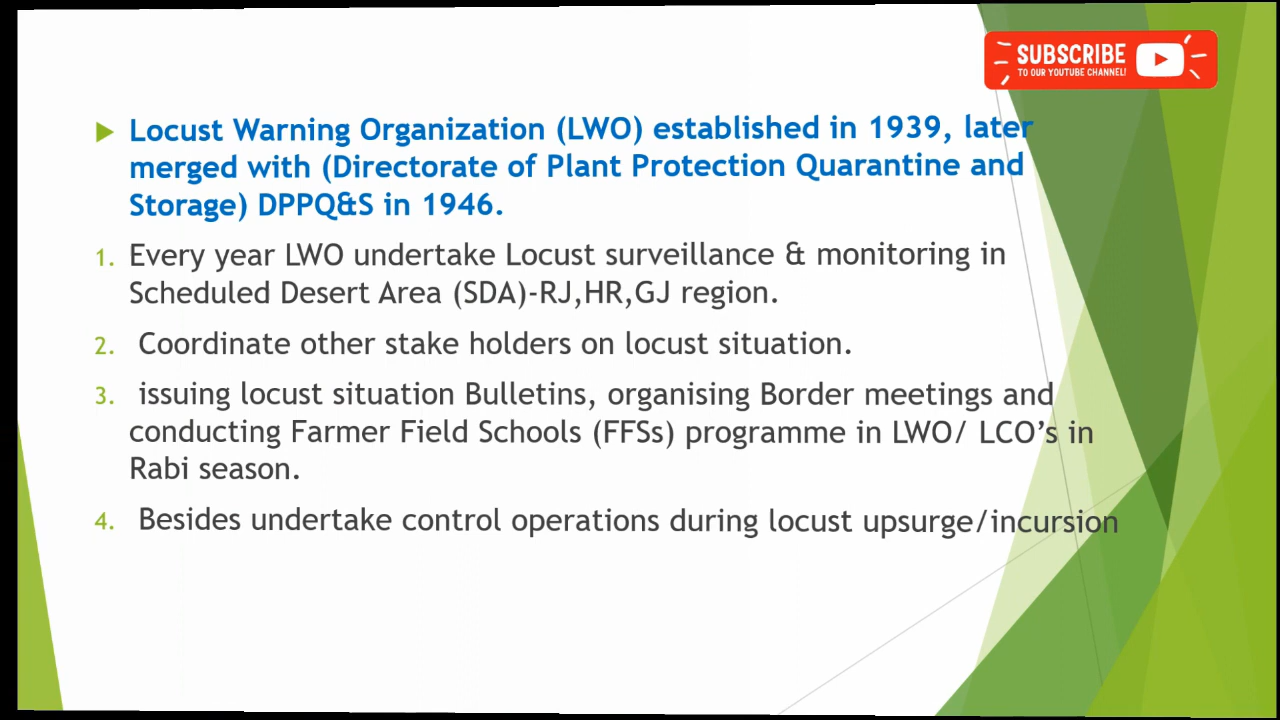 SUBSCRIBE
TO OUR YOUTUBE CHANNEL!
Locust Warning Organization (LWO) established in 1939, later
merged with (Directorate of Plant Protection Quarantine and
Storage) DPPQ&S in 1946.
1. Every year LWO undertake Locust surveillance & monitoring in
Scheduled Desert Area (SDA)-RJ,HR,GJ region.
2. Coordinate other stake holders on locust situation.
3. issuing locust situation Bulletins, organising Border meetings and
conducting Farmer Field Schools (FFSs) programme in LWO/ LCO's in
Rabi season.
4. Besides undertake control operations during locust upsurge/incursion